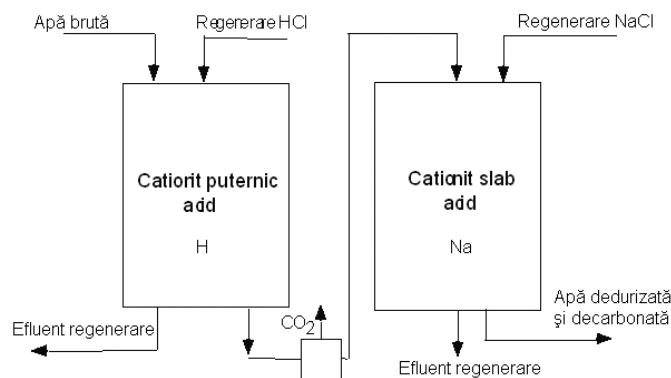 Apă brută
Regenerare HCl
Regenerare NaCl
Cationit puternic
acid
H
Cationit slab
acid
Na
Efluent regenerare
CO2
Apă dedurizată
şi decarbonată
Efluent regenerare